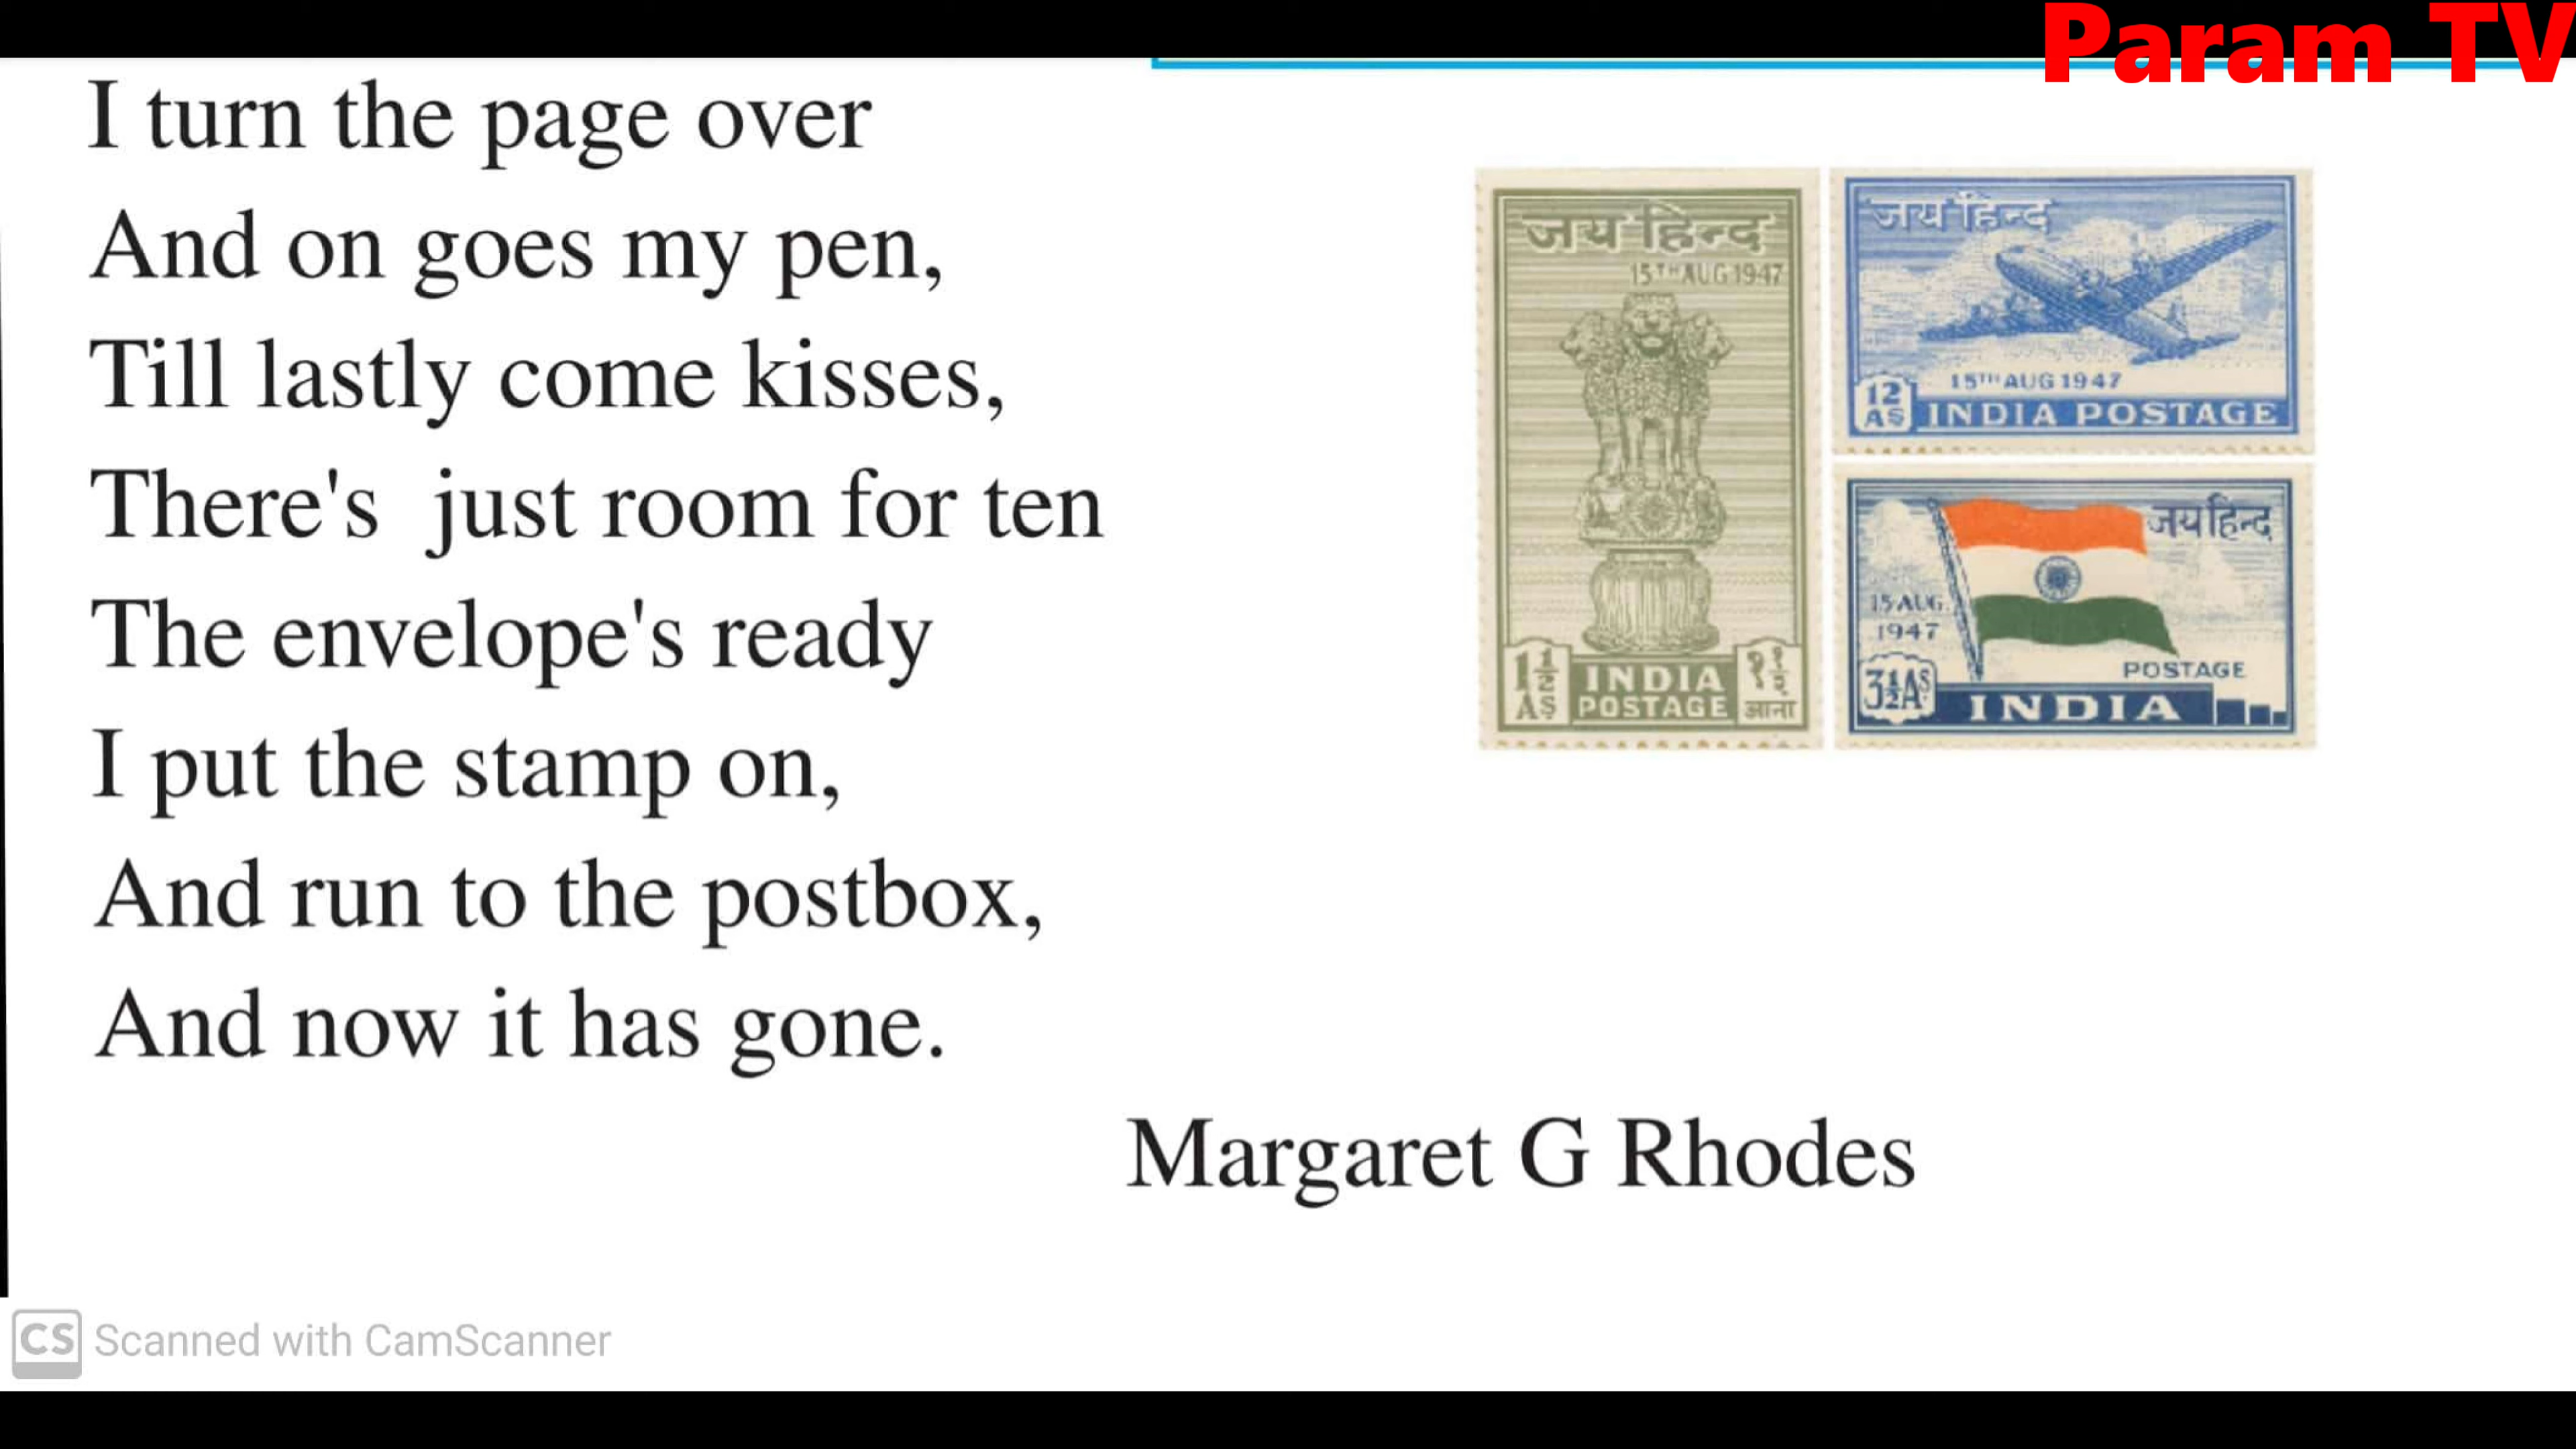 Param TV
I turn the page over
And on goes my pen,
Till lastly come kisses,
There's just room for ten
The envelope's ready
I put the stamp on,
And run to the postbox,
And now it has gone.
Margaret G Rhodes
जय हिन्द
15TH AUG 1947
1½ AS
INDIA POSTAGE
१½ आना
जय हिन्द
15TH AUG 1947
12 AS
INDIA POSTAGE
जय हिन्द
15 AUG
1947
POSTAGE
3½ AS
INDIA
CS Scanned with CamScanner